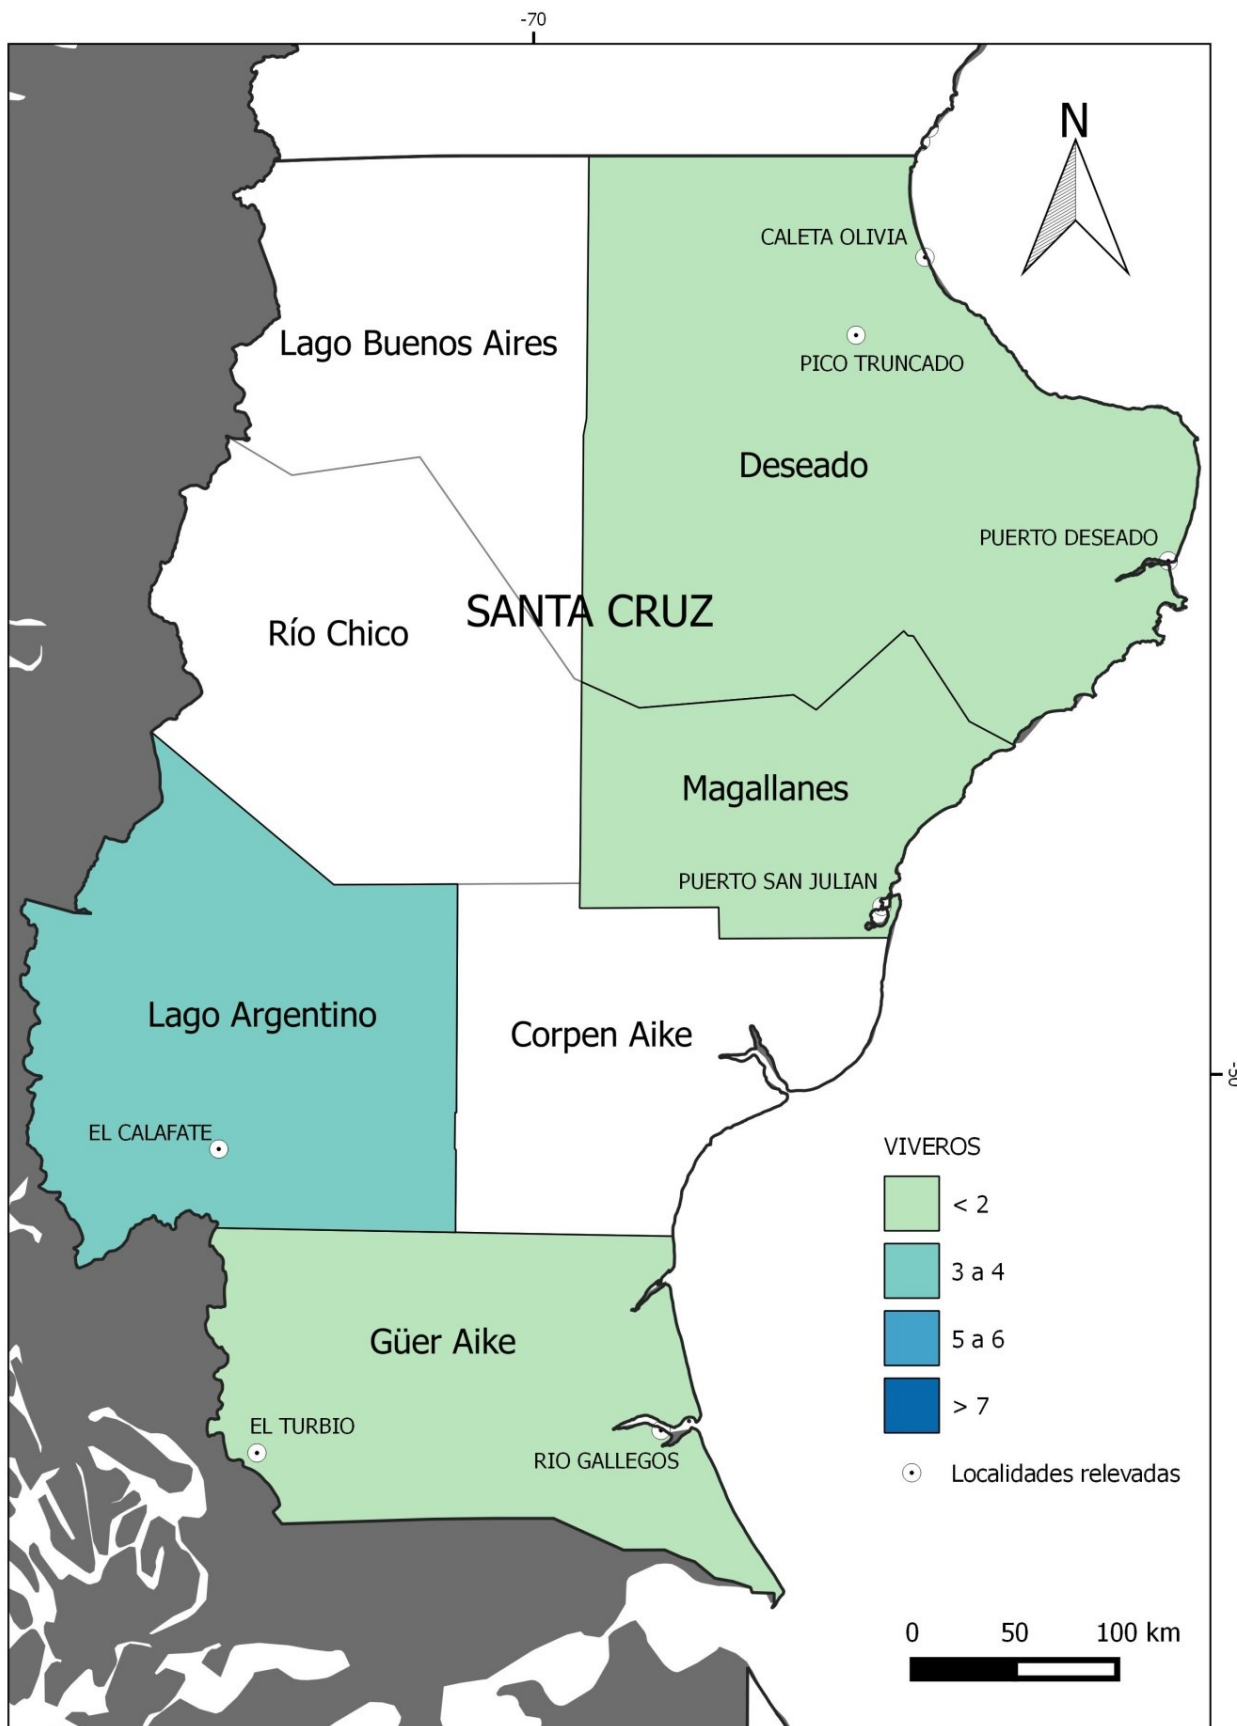 -70
N
CALETA OLIVIA
Lago Buenos Aires
PICO TRUNCADO
Deseado
PUERTO DESEADO
SANTA CRUZ
Río Chico
Magallanes
PUERTO SAN JULIAN
Lago Argentino
Corpen Aike
-50
EL CALAFATE
VIVEROS
< 2
3 a 4
5 a 6
> 7
Güer Aike
EL TURBIO
RIO GALLEGOS
Localidades relevadas
0 50 100 km